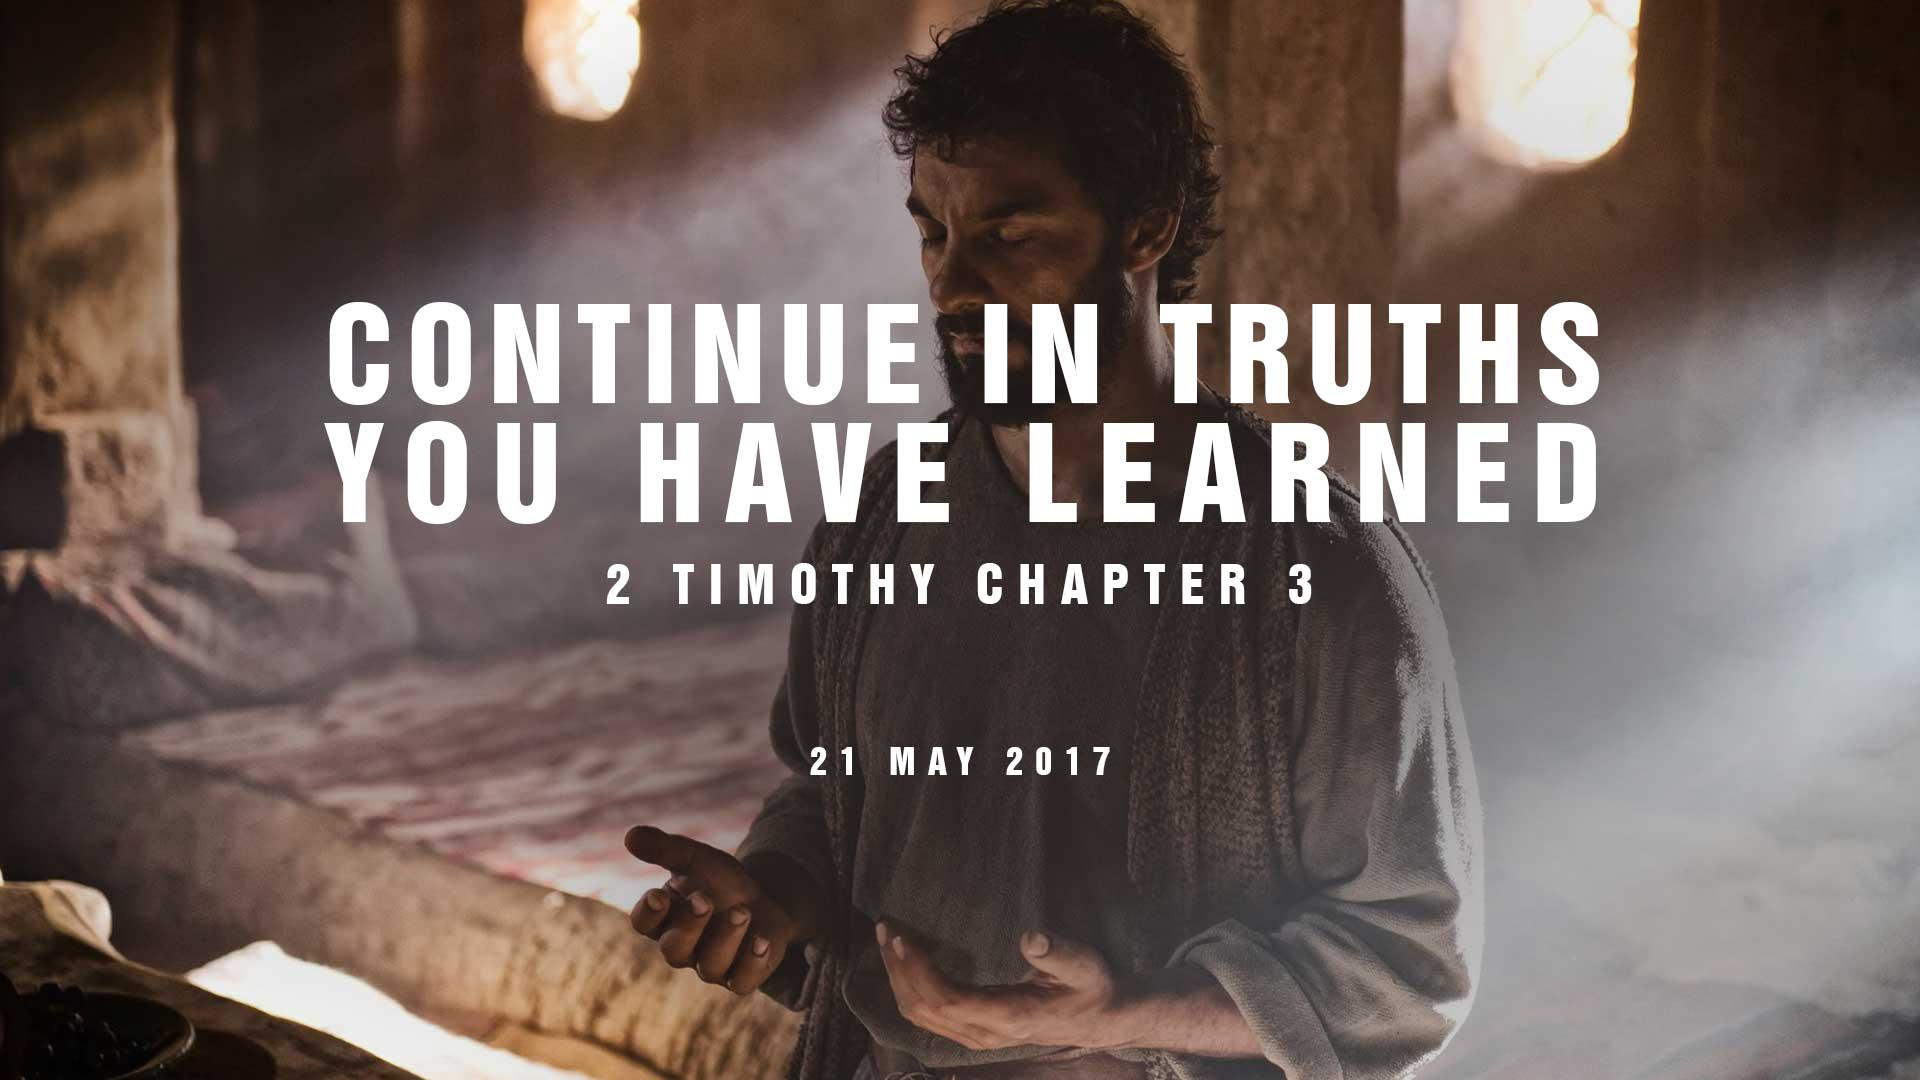 CONTINUE IN TRUTHS
YOU HAVE LEARNED
2 TIMOTHY CHAPTER 3
21 MAY 2017